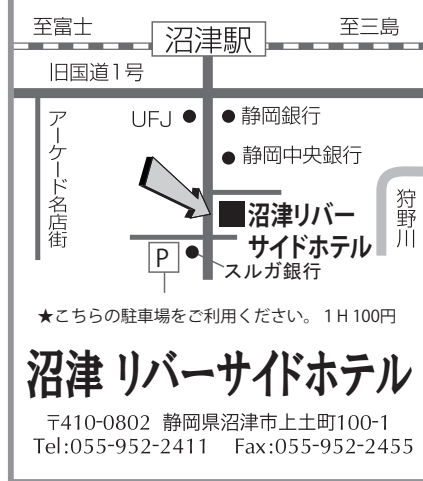 至富士
沼津駅
至三島
旧国道1号
アーケード名店街
UFJ
静岡銀行
静岡中央銀行
沼津リバー
サイドホテル
狩野川
P
スルガ銀行
★こちらの駐車場をご利用ください。 1H 100円
沼津 リバーサイドホテル
〒410-0802 静岡県沼津市上土町100-1
Tel:055-952-2411 Fax:055-952-2455